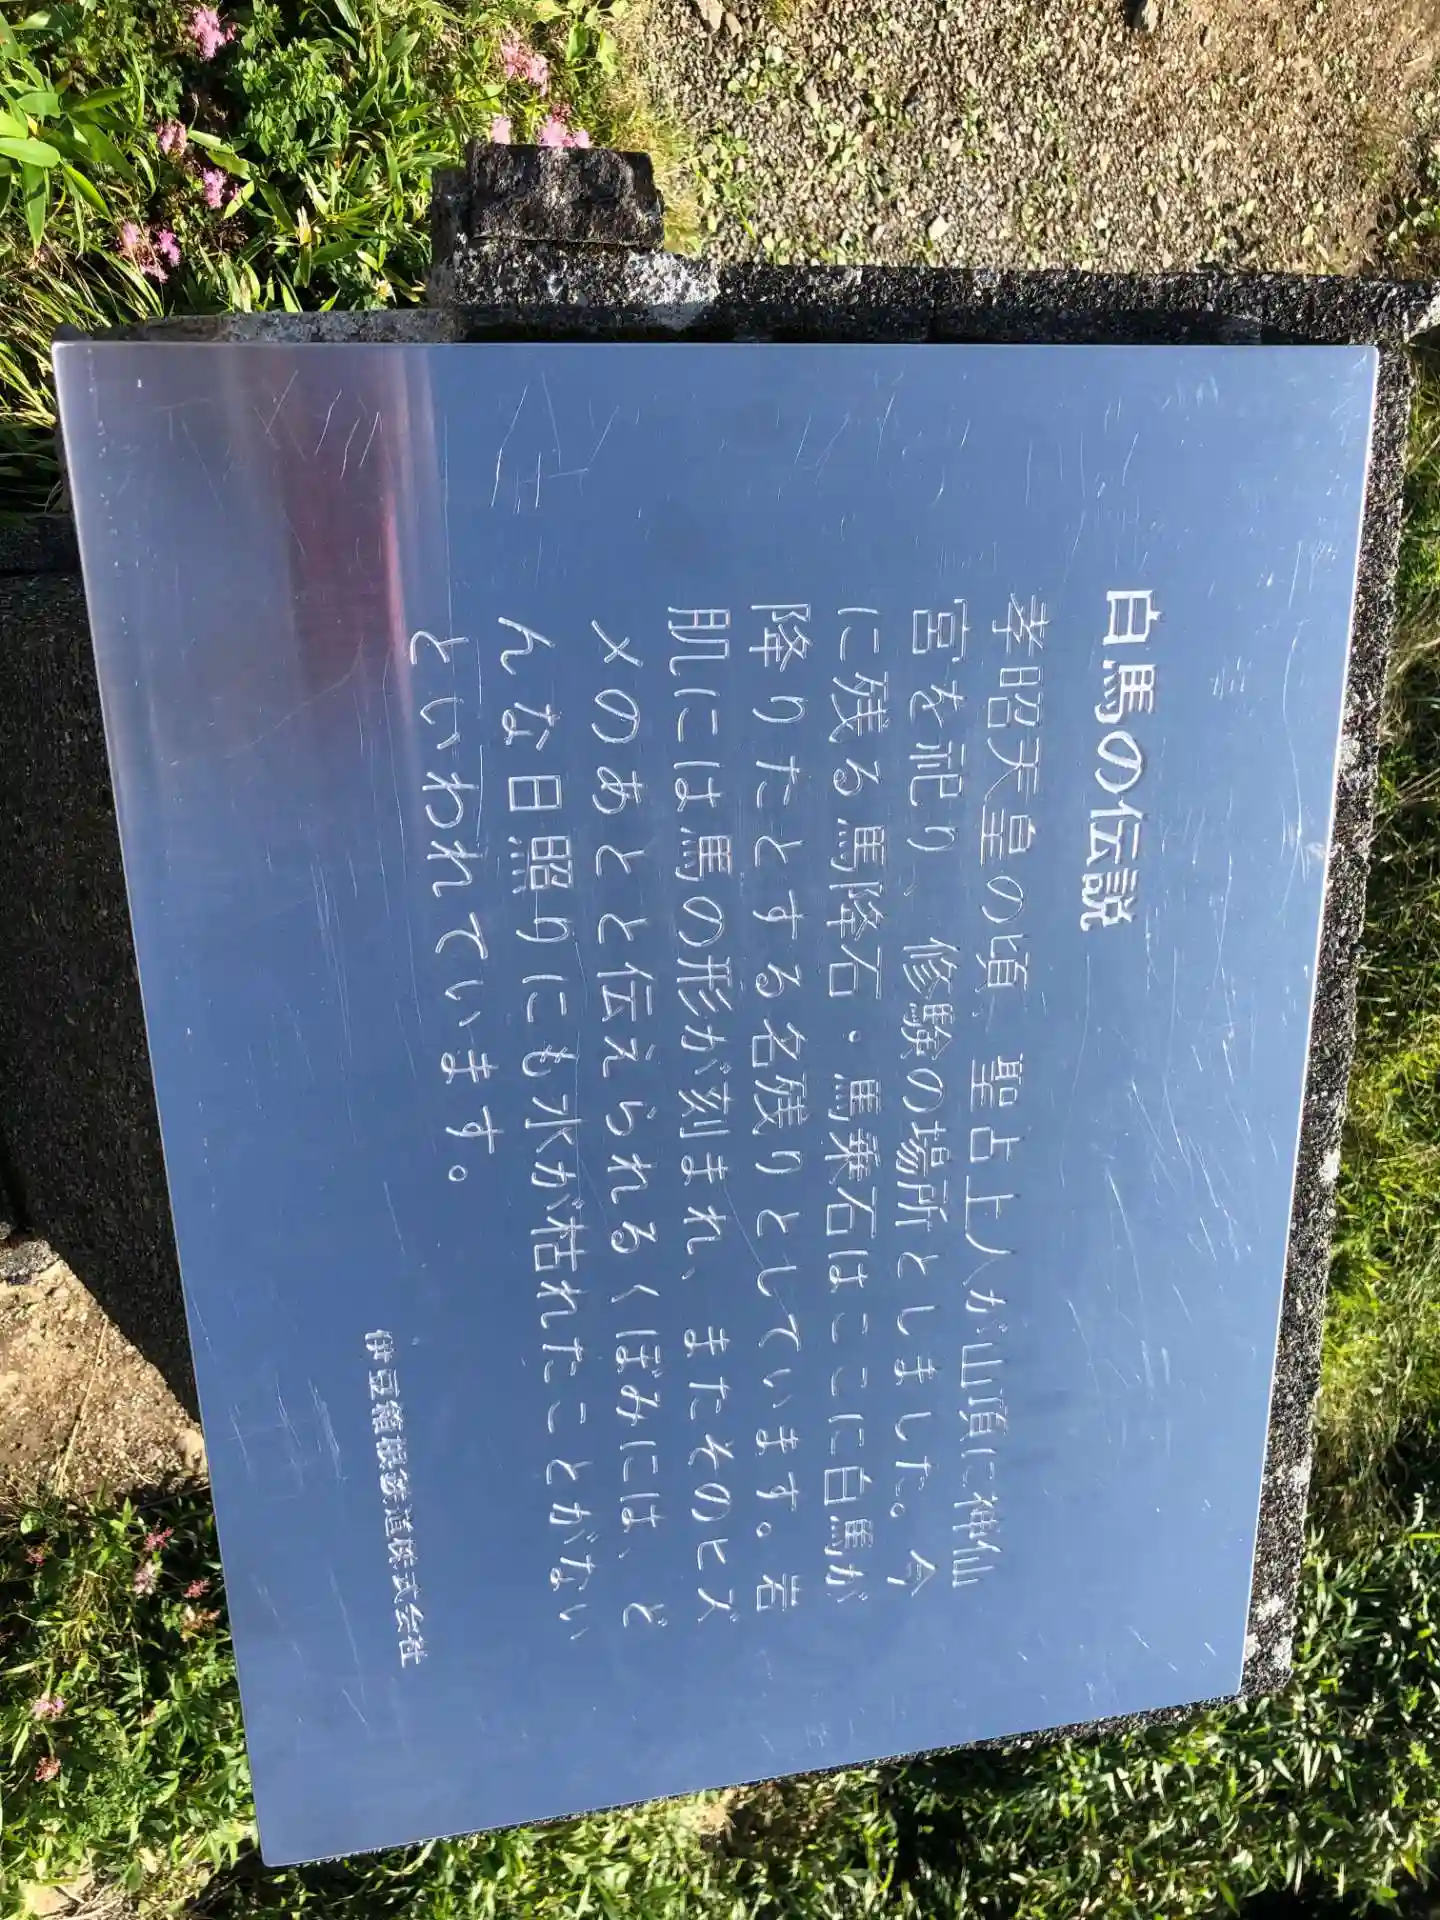 白馬の伝説
孝昭天皇の頃、聖占上人が山頂に神仙
宮を祀り、修験の場所としました。今
に残る馬降石・馬乗石はここに白馬が
降りたとする名残りとしています。岩
肌には馬の形が刻まれ、またそのヒズ
メのあとと伝えられるくぼみには、ど
んな日照りにも水が枯れたことがない
といわれています。
伊豆箱根鉄道株式会社